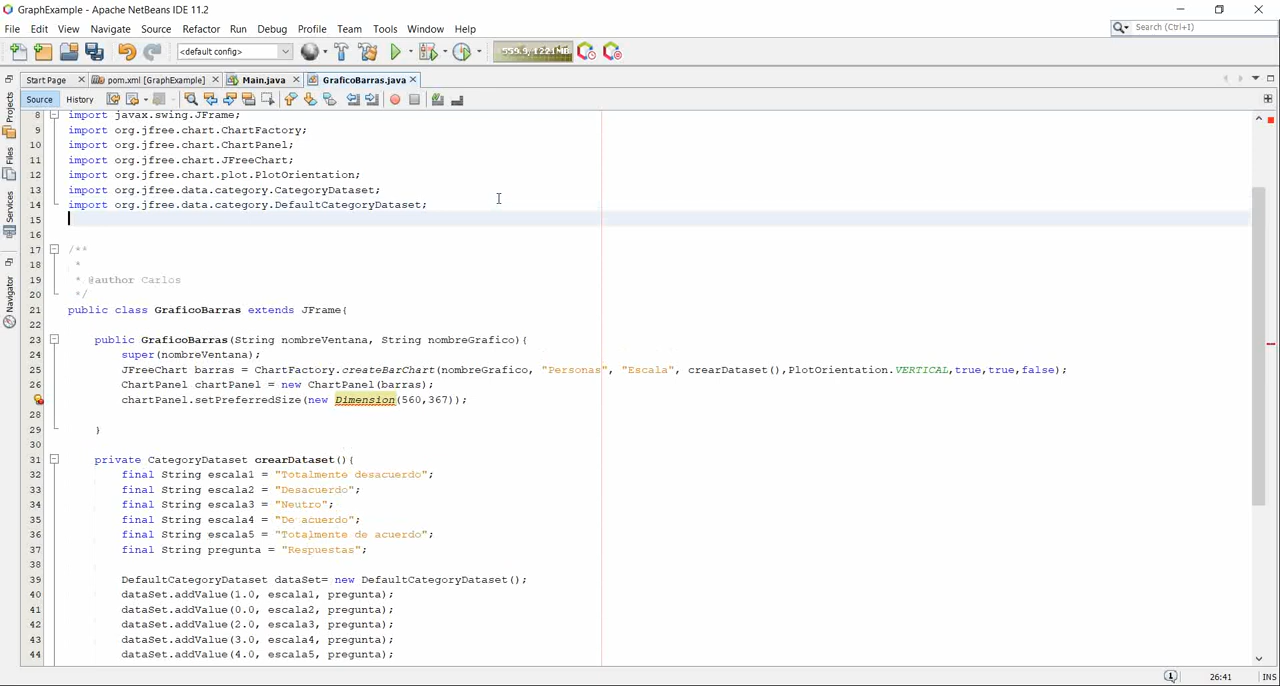 GraphExample - Apache NetBeans IDE 11.2
File Edit View Navigate Source Refactor Run Debug Profile Team Tools Window Help
Search (Ctrl+I)
<default config>
Start Page pom.xml [GraphExample] Main.java GraficoBarras.java
Source History
Projects
Files
Services
Navigator
8 import javax.swing.JFrame;
9 import org.jfree.chart.ChartFactory;
10 import org.jfree.chart.ChartPanel;
11 import org.jfree.chart.JFreeChart;
12 import org.jfree.chart.plot.PlotOrientation;
13 import org.jfree.data.category.CategoryDataset;
14 import org.jfree.data.category.DefaultCategoryDataset;
15
16
17 /**
18 *
19 * @author Carlos
20 */
21 public class GraficoBarras extends JFrame{
22
23 public GraficoBarras(String nombreVentana, String nombreGrafico){
24 super(nombreVentana);
25 JFreeChart barras = ChartFactory.createBarChart(nombreGrafico, "Personas", "Escala", crearDataset(),PlotOrientation.VERTICAL,true,true,false);
26 ChartPanel chartPanel = new ChartPanel(barras);
chartPanel.setPreferredSize(new Dimension(560,367));
28
29 }
30
31 private CategoryDataset crearDataset(){
32 final String escala1 = "Totalmente desacuerdo";
33 final String escala2 = "Desacuerdo";
34 final String escala3 = "Neutro";
35 final String escala4 = "De acuerdo";
36 final String escala5 = "Totalmente de acuerdo";
37 final String pregunta = "Respuestas";
38
39 DefaultCategoryDataset dataSet= new DefaultCategoryDataset();
40 dataSet.addValue(1.0, escala1, pregunta);
41 dataSet.addValue(0.0, escala2, pregunta);
42 dataSet.addValue(2.0, escala3, pregunta);
43 dataSet.addValue(3.0, escala4, pregunta);
44 dataSet.addValue(4.0, escala5, pregunta);
26:41 INS